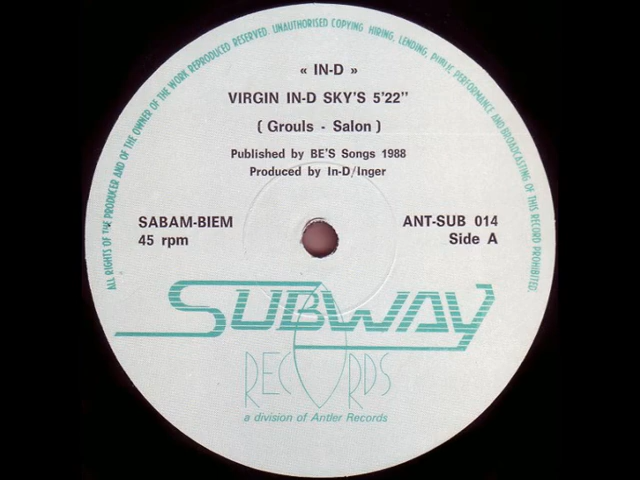 ALL RIGHTS OF THE PRODUCER AND OF THE OWNER OF THE WORK REPRODUCED RESERVED. UNAUTHORISED COPYING HIRING, LENDING, PUBLIC PERFORMANCE AND BROADCASTING OF THIS RECORD PROHIBITED.
« IN-D »
VIRGIN IN-D SKY'S 5'22"
( Grouls - Salon )
Published by BE'S Songs 1988
Produced by In-D/Inger
SABAM-BIEM
45 rpm
ANT-SUB 014
Side A
SUBWAY
RECORDS
a division of Antler Records